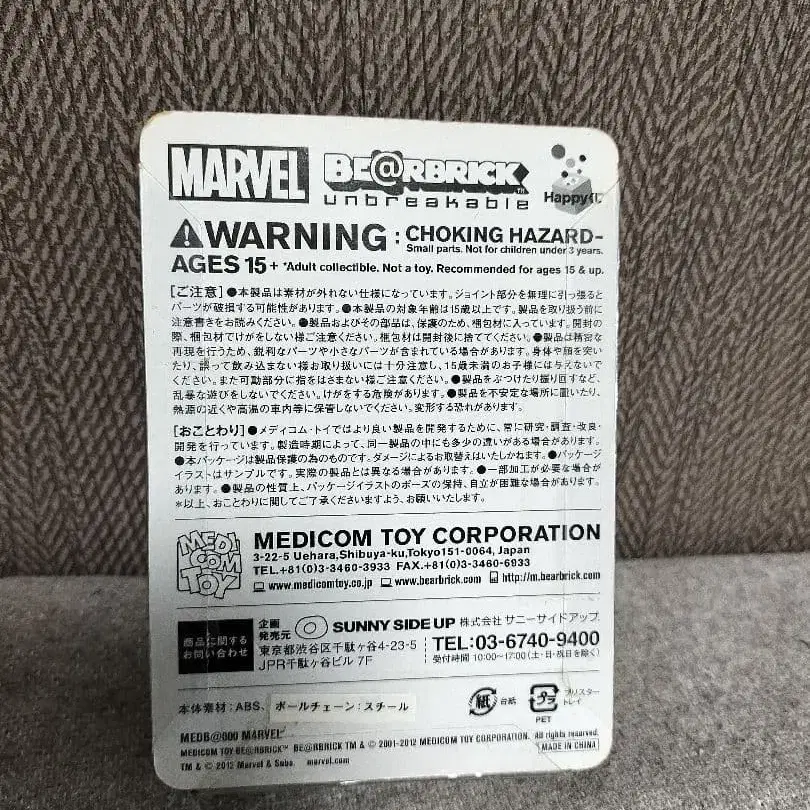 MARVEL BE@RBRICK TM
unbreakable
Happyくじ
WARNING : CHOKING HAZARD-
Small parts. Not for children under 3 years.
AGES 15+ *Adult collectible. Not a toy. Recommended for ages 15 & up.
[ご注意] ●本製品は素材が外れない仕様になっています。ジョイント部分を無理に引っ張ると
パーツが破損する可能性があります。●本製品の対象年齢は15歳以上です。製品を取り扱う前に
注意書きをお読みください。●製品およびその部品は、保護のため、梱包材に入っています。開封の
際、梱包材でけがをしない様ご注意ください。梱包材は開封後に捨ててください。●製品は精密な
再現を行うため、鋭利なパーツや小さなパーツが含まれている場合があります。身体や顔を突い
たり、誤って飲み込まない様お取り扱いには十分注意し、15歳未満のお子様には与えないで
ください。また可動部分に指をはさまない様ご注意ください。●製品をぶつけたり振り回すなど、
乱暴な遊びをしないでください。けがをする危険があります。●製品を不安定な場所に置いたり、
熱源の近くや高温の車内等に保管しないでください。変形する恐れがあります。
[おことわり] ●メディコム・トイではより良い製品を開発するために、常に研究・調査・改良・
開発を行っています。製造時期によって、同一製品の中にも多少の違いがある場合があります。
●本パッケージは製品保護の為のものです。ダメージによるお取替えはいたしかねます。●パッケージ
イラストはサンプルです。実際の製品とは異なる場合があります。●一部加工が必要な場合が
あります。●製品の性質上、パッケージイラストのポーズの保持、自立が困難な場合があります。
*以上、おことわりに関してご了承くださいますよう、お願いいたします。
MEDI COM TOY
MEDICOM TOY CORPORATION
3-22-5 Uehara,Shibuya-ku,Tokyo151-0064, Japan
TEL.+81(0)3-3460-3933 FAX.+81(0)3-3460-6933
www.medicomtoy.co.jp www.bearbrick.com http://m.bearbrick.com
商品に関する
お問い合わせ
企画
発売元
SUNNY SIDE UP 株式会社 サニーサイドアップ
東京都渋谷区千駄ヶ谷4-23-5
JPR千駄ヶ谷ビル 7F
TEL:03-6740-9400
受付時間 10:00~17:00(土・日・祝日を除く)
本体素材:ABS、ボールチェーン:スチール
紙 台紙
プラ
PET
ブリスター
トレイ
MEDB@000 M4RVEL
MEDICOM TOY BE@RBRICK™ BE@RBRICK TM & © 2001-2012 MEDICOM TOY CORPORATION. All rights reserved.
TM & © 2012 Marvel & Subs. marvel.com
MADE IN CHINA